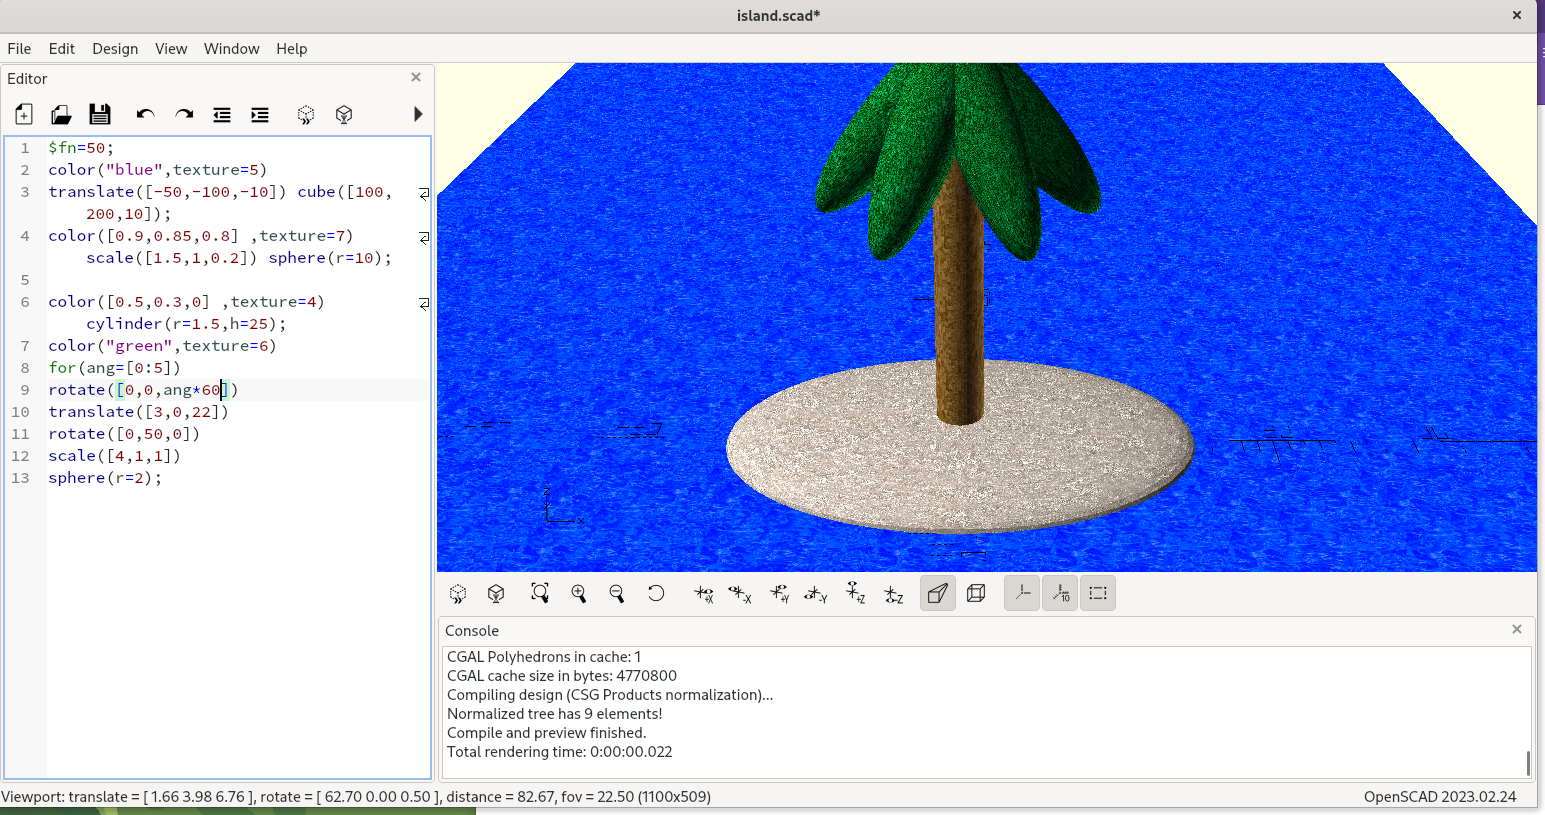 island.scad*
File Edit Design View Window Help
Editor
1 $fn=50;
2 color("blue",texture=5)
3 translate([-50,-100,-10]) cube([100,
200,10]);
4 color([0.9,0.85,0.8] ,texture=7)
scale([1.5,1,0.2]) sphere(r=10);
5
6 color([0.5,0.3,0] ,texture=4)
cylinder(r=1.5,h=25);
7 color("green",texture=6)
8 for(ang=[0:5])
9 rotate([0,0,ang*60])
10 translate([3,0,22])
11 rotate([0,50,0])
12 scale([4,1,1])
13 sphere(r=2);
Z
X
+X -X +Y -Y +Z -Z 10
Console
CGAL Polyhedrons in cache: 1
CGAL cache size in bytes: 4770800
Compiling design (CSG Products normalization)...
Normalized tree has 9 elements!
Compile and preview finished.
Total rendering time: 0:00:00.022
Viewport: translate = [ 1.66 3.98 6.76 ], rotate = [ 62.70 0.00 0.50 ], distance = 82.67, fov = 22.50 (1100x509)
OpenSCAD 2023.02.24